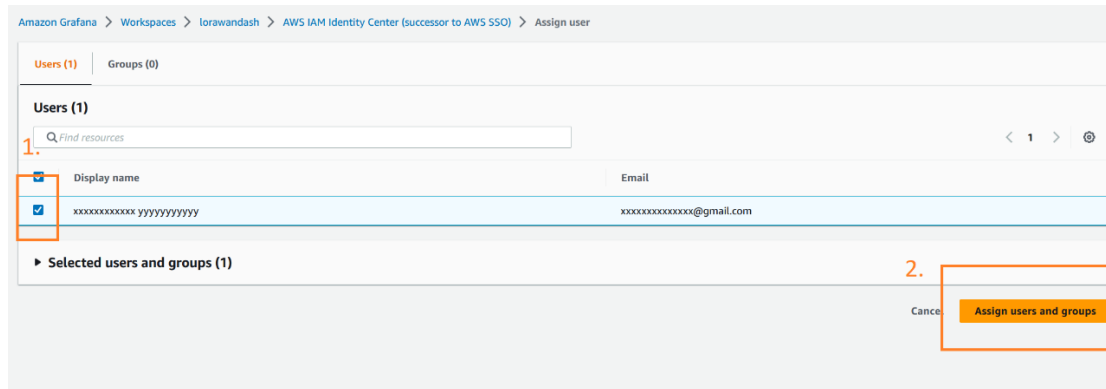 Amazon Grafana > Workspaces > lorawandash > AWS IAM Identity Center (successor to AWS SSO) > Assign user
Users (1) Groups (0)
Users (1)
Find resources
< 1 >
1.
Display name Email
xxxxxxxxxxxx yyyyyyyyyyy xxxxxxxxxxxxxx@gmail.com
Selected users and groups (1)
2.
Cance Assign users and groups